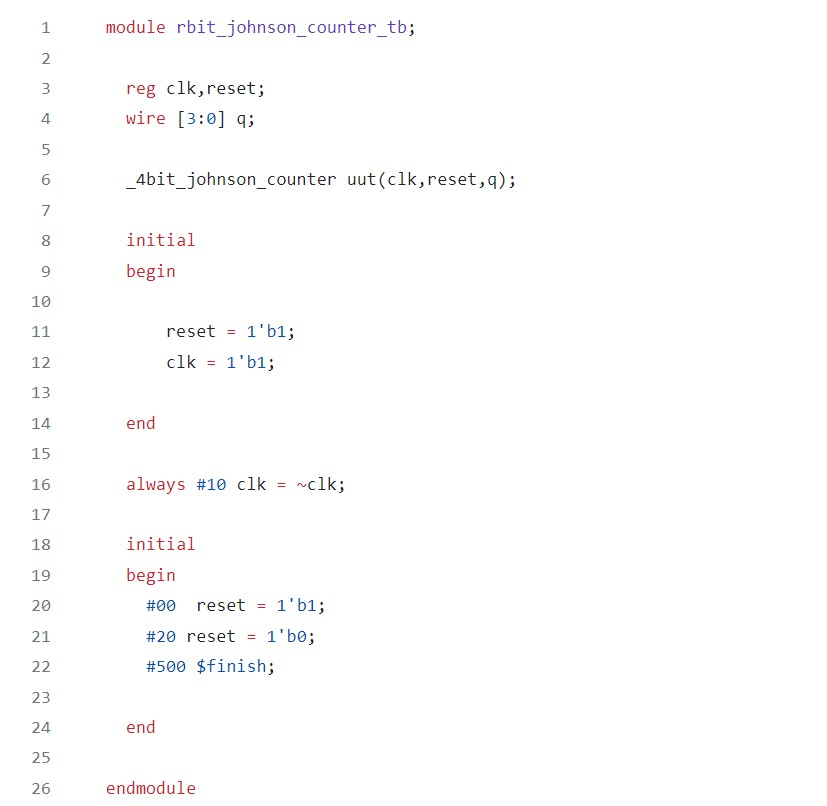 1 module rbit_johnson_counter_tb;
2
3 reg clk,reset;
4 wire [3:0] q;
5
6 _4bit_johnson_counter uut(clk,reset,q);
7
8 initial
9 begin
10
11 reset = 1'b1;
12 clk = 1'b1;
13
14 end
15
16 always #10 clk = ~clk;
17
18 initial
19 begin
20 #00  reset = 1'b1;
21 #20 reset = 1'b0;
22 #500 $finish;
23
24 end
25
26 endmodule